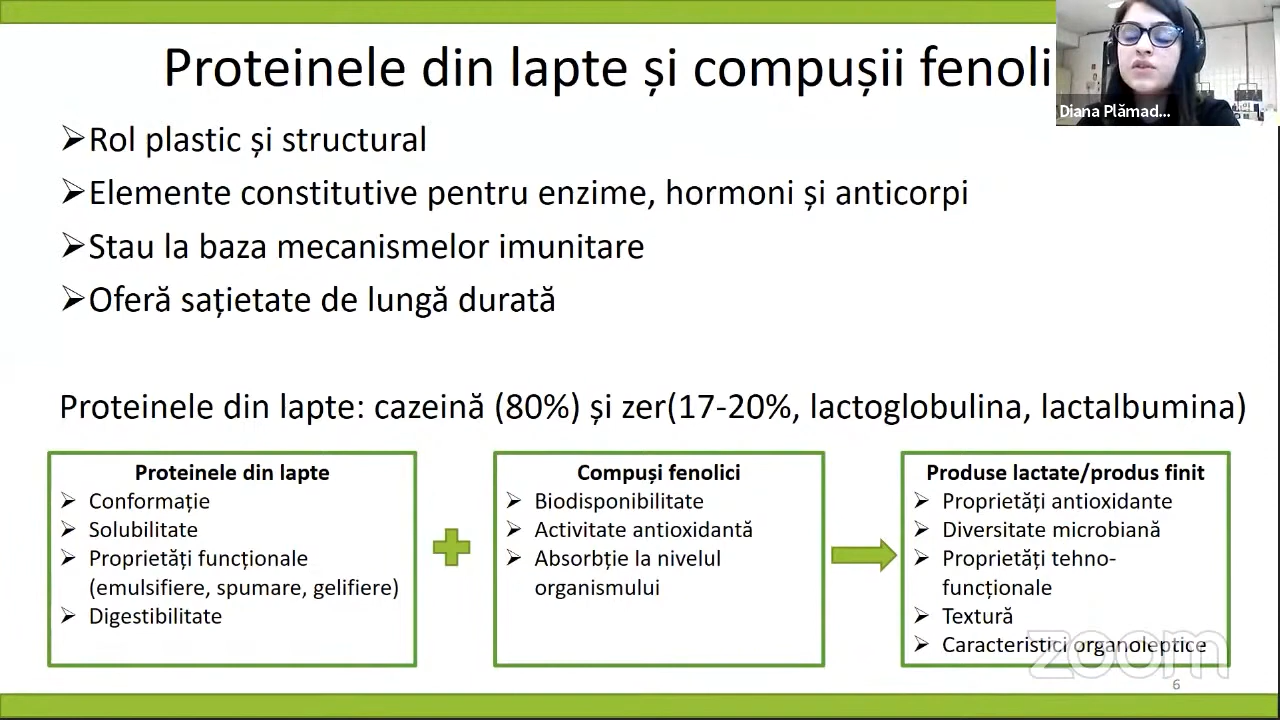 Proteinele din lapte și compușii fenoli
Diana Plămad...
➢Rol plastic și structural
➢Elemente constitutive pentru enzime, hormoni și anticorpi
➢Stau la baza mecanismelor imunitare
➢Oferă sațietate de lungă durată
Proteinele din lapte: cazeină (80%) și zer(17-20%, lactoglobulina, lactalbumina)
Proteinele din lapte
➢ Conformație
➢ Solubilitate
➢ Proprietăți funcționale
(emulsifiere, spumare, gelifiere)
➢ Digestibilitate
Compuși fenolici
➢ Biodisponibilitate
➢ Activitate antioxidantă
➢ Absorbție la nivelul
organismului
Produse lactate/produs finit
➢ Proprietăți antioxidante
➢ Diversitate microbiană
➢ Proprietăți tehno-
funcționale
➢ Textură
➢ Caracteristici organoleptice
zoom
6